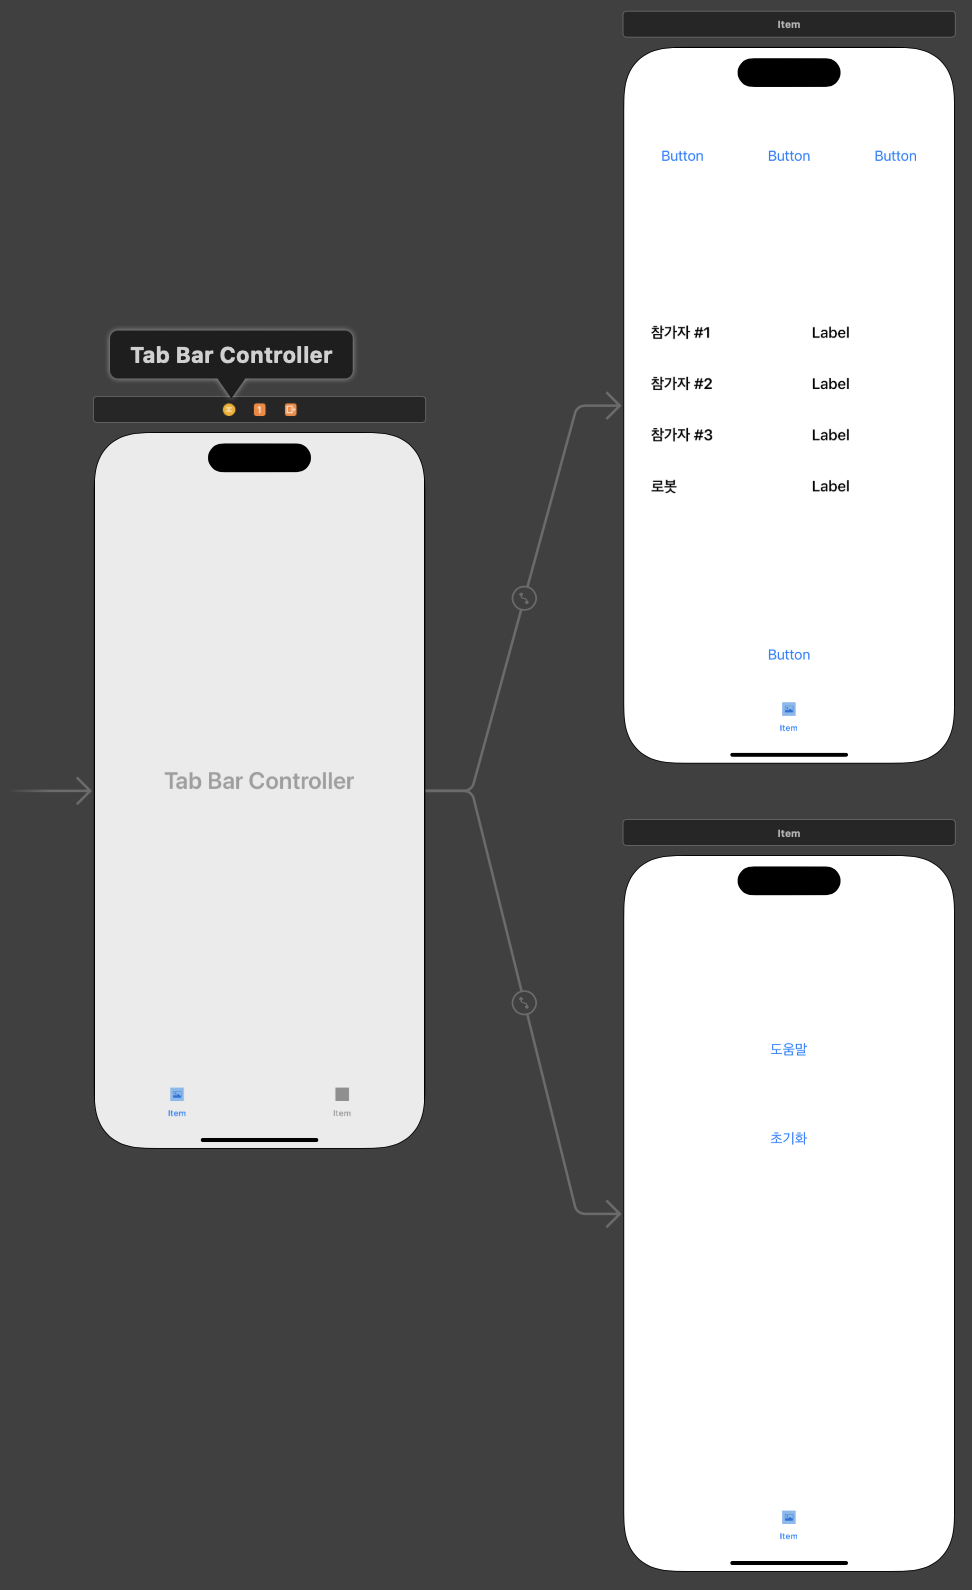 Item
Button Button Button
참가자 #1 Label
참가자 #2 Label
참가자 #3 Label
로봇 Label
Button
Item
Tab Bar Controller
1
Tab Bar Controller
Item Item
Item
도움말
초기화
Item